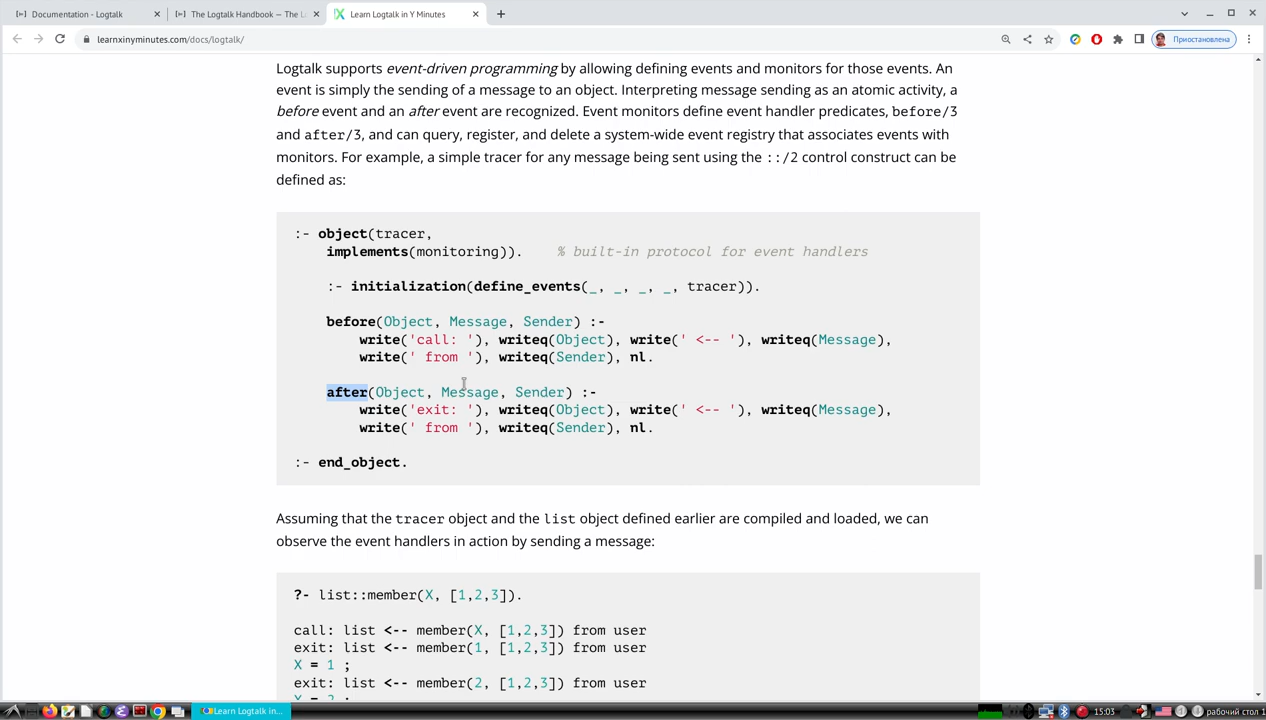 Documentation - Logtalk
The Logtalk Handbook — The L
Learn Logtalk in Y Minutes
learnxinyminutes.com/docs/logtalk/
Приостановлена
Logtalk supports event-driven programming by allowing defining events and monitors for those events. An
event is simply the sending of a message to an object. Interpreting message sending as an atomic activity, a
before event and an after event are recognized. Event monitors define event handler predicates, before/3
and after/3, and can query, register, and delete a system-wide event registry that associates events with
monitors. For example, a simple tracer for any message being sent using the ::/2 control construct can be
defined as:
:- object(tracer,
implements(monitoring)).    % built-in protocol for event handlers
:- initialization(define_events(_, _, _, _, tracer)).
before(Object, Message, Sender) :-
write('call: '), writeq(Object), write(' <-- '), writeq(Message),
write(' from '), writeq(Sender), nl.
after(Object, Message, Sender) :-
write('exit: '), writeq(Object), write(' <-- '), writeq(Message),
write(' from '), writeq(Sender), nl.
:- end_object.
Assuming that the tracer object and the list object defined earlier are compiled and loaded, we can
observe the event handlers in action by sending a message:
?- list::member(X, [1,2,3]).
call: list <-- member(X, [1,2,3]) from user
exit: list <-- member(1, [1,2,3]) from user
X = 1 ;
exit: list <-- member(2, [1,2,3]) from user
X = 2 ;
Learn Logtalk in...
15:03
рабочий стол 1